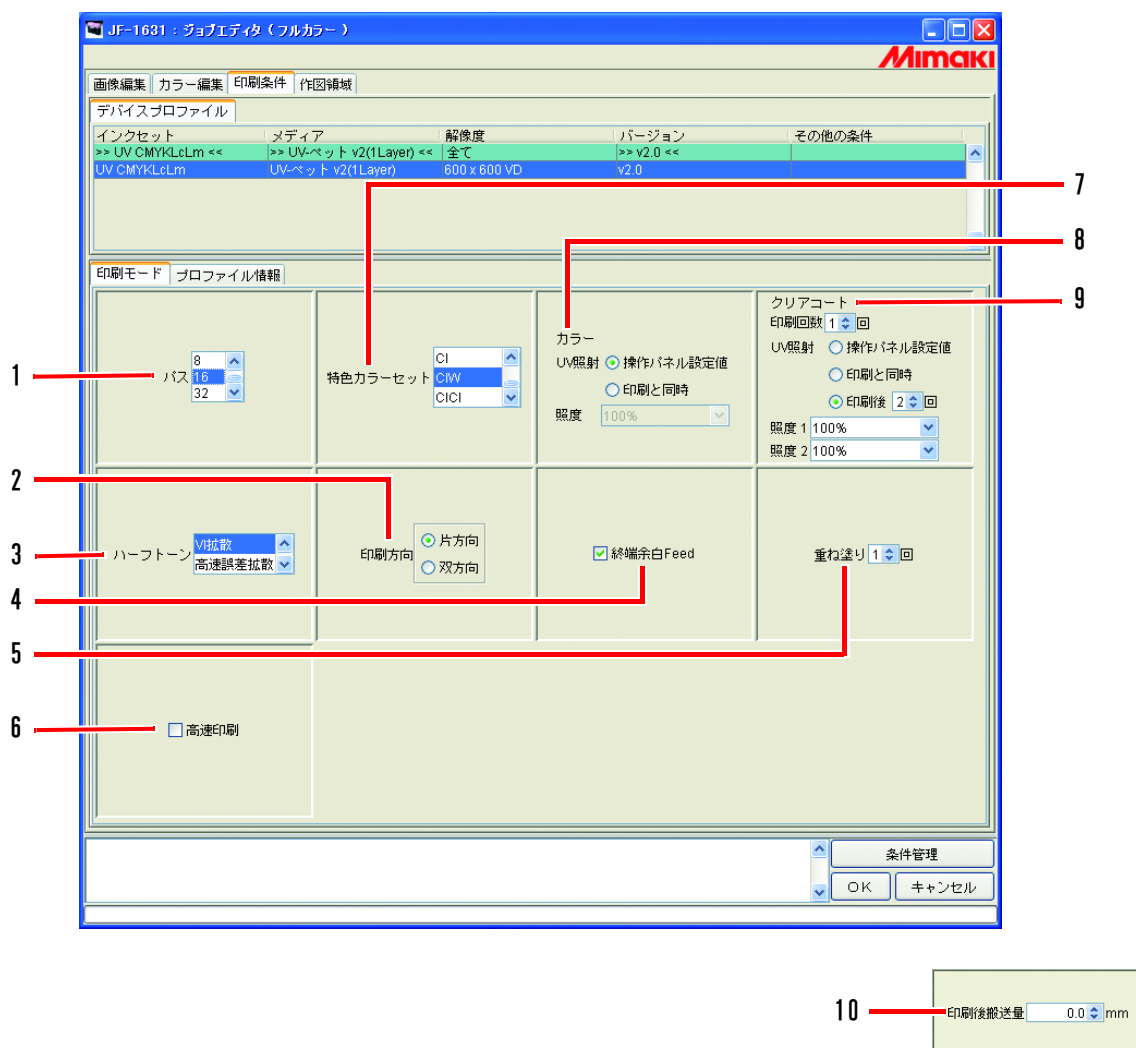 JF-1631 : ジョブエディタ ( フルカラー )
Mimaki
画像編集 カラー編集 印刷条件 作図領域
デバイスプロファイル
インクセット メディア 解像度 バージョン その他の条件
>> UV CMYKLcLm << >> UV-ペット v2(1Layer) << 全て >> v2.0 <<
UV CMYKLcLm UV-ペット v2(1Layer) 600 x 600 VD v2.0
7
8
印刷モード プロファイル情報
9
1
パス
8
16
32
特色カラーセット
CI
CIW
CICI
カラー
UV照射 操作パネル設定値
印刷と同時
照度 100%
クリアコート
印刷回数 1 回
UV照射 操作パネル設定値
印刷と同時
印刷後 2 回
照度 1 100%
照度 2 100%
2
3
ハーフトーン
VI拡散
高速誤差拡散
印刷方向
片方向
双方向
終端余白Feed
重ね塗り 1 回
4
5
6
高速印刷
条件管理
OK キャンセル
10
印刷後搬送量 0.0 mm